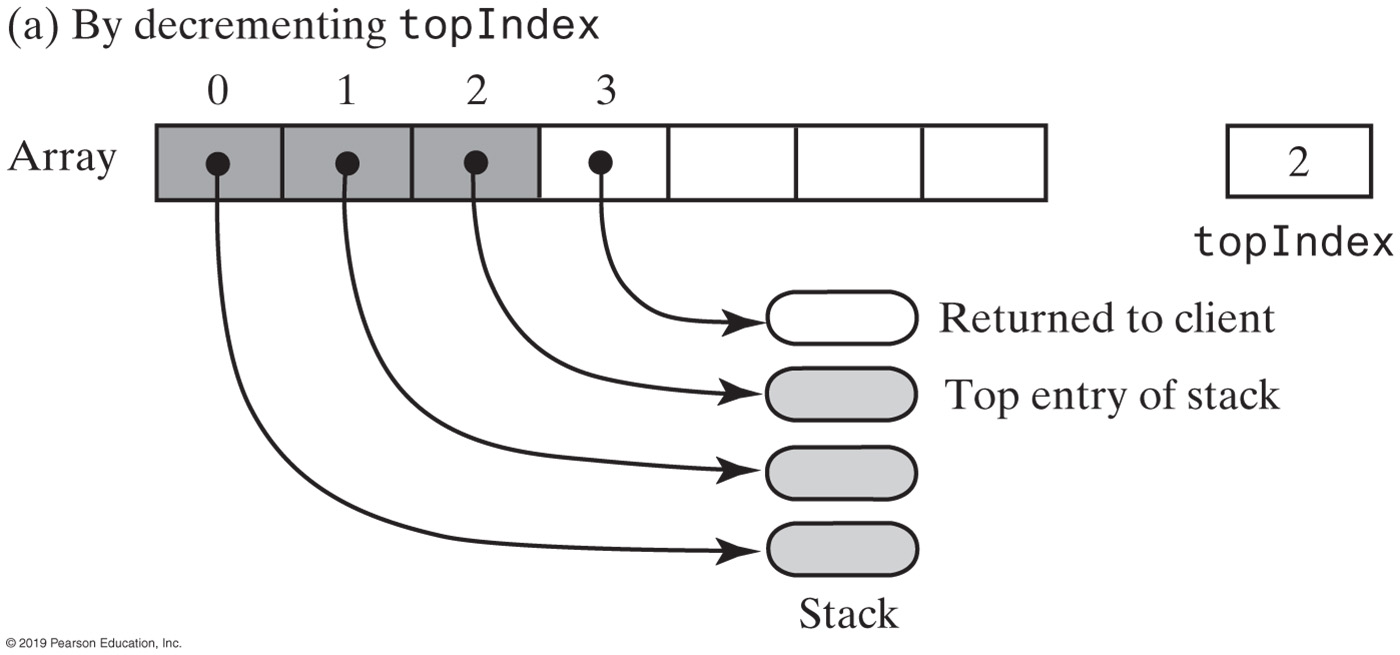 (a) By decrementing topIndex
0 1 2 3
Array
2
topIndex
Returned to client
Top entry of stack
Stack
© 2019 Pearson Education, Inc.